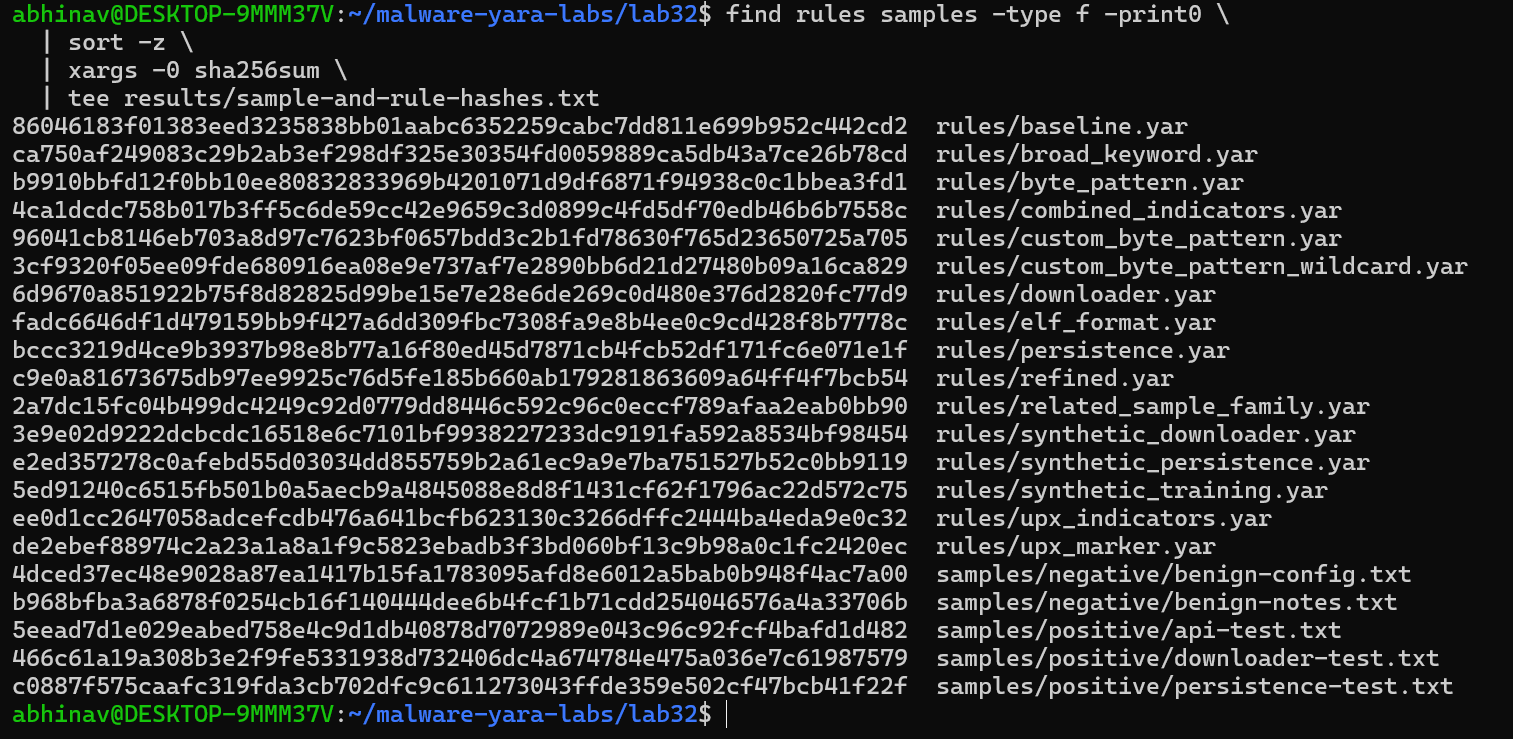 abhinav@DESKTOP-9MMM37V:~/malware-yara-labs/lab32$ find rules samples -type f -print0 \
  | sort -z \
  | xargs -0 sha256sum \
  | tee results/sample-and-rule-hashes.txt
86046183f01383eed3235838bb01aabc6352259cabc7dd811e699b952c442cd2  rules/baseline.yar
ca750af249083c29b2ab3ef298df325e30354fd0059889ca5db43a7ce26b78cd  rules/broad_keyword.yar
b9910bbfd12f0bb10ee80832833969b4201071d9df6871f94938c0c1bbea3fd1  rules/byte_pattern.yar
4ca1dcdc758b017b3ff5c6de59cc42e9659c3d0899c4fd5df70edb46b6b7558c  rules/combined_indicators.yar
96041cb8146eb703a8d97c7623bf0657bdd3c2b1fd78630f765d23650725a705  rules/custom_byte_pattern.yar
3cf9320f05ee09fde680916ea08e9e737af7e2890bb6d21d27480b09a16ca829  rules/custom_byte_pattern_wildcard.yar
6d9670a851922b75f8d82825d99be15e7e28e6de269c0d480e376d2820fc77d9  rules/downloader.yar
fadc6646df1d479159bb9f427a6dd309fbc7308fa9e8b4ee0c9cd428f8b7778c  rules/elf_format.yar
bccc3219d4ce9b3937b98e8b77a16f80ed45d7871cb4fcb52df171fc6e071e1f  rules/persistence.yar
c9e0a81673675db97ee9925c76d5fe185b660ab179281863609a64ff4f7bcb54  rules/refined.yar
2a7dc15fc04b499dc4249c92d0779dd8446c592c96c0eccf789afaa2eab0bb90  rules/related_sample_family.yar
3e9e02d9222dcbcdc16518e6c7101bf9938227233dc9191fa592a8534bf98454  rules/synthetic_downloader.yar
e2ed357278c0afebd55d03034dd855759b2a61ec9a9e7ba751527b52c0bb9119  rules/synthetic_persistence.yar
5ed91240c6515fb501b0a5aecb9a4845088e8d8f1431cf62f1796ac22d572c75  rules/synthetic_training.yar
ee0d1cc2647058adcefcdb476a641bcfb623130c3266dffc2444ba4eda9e0c32  rules/upx_indicators.yar
de2ebef88974c2a23a1a8a1f9c5823ebadb3f3bd060bf13c9b98a0c1fc2420ec  rules/upx_marker.yar
4dced37ec48e9028a87ea1417b15fa1783095afd8e6012a5bab0b948f4ac7a00  samples/negative/benign-config.txt
b968bfba3a6878f0254cb16f140444dee6b4fcf1b71cdd254046576a4a33706b  samples/negative/benign-notes.txt
5eead7d1e029eabed758e4c9d1db40878d7072989e043c96c92fcf4bafd1d482  samples/positive/api-test.txt
466c61a19a308b3e2f9fe5331938d732406dc4a674784e475a036e7c61987579  samples/positive/downloader-test.txt
c0887f575caafc319fda3cb702dfc9c611273043ffde359e502cf47bcb41f22f  samples/positive/persistence-test.txt
abhinav@DESKTOP-9MMM37V:~/malware-yara-labs/lab32$